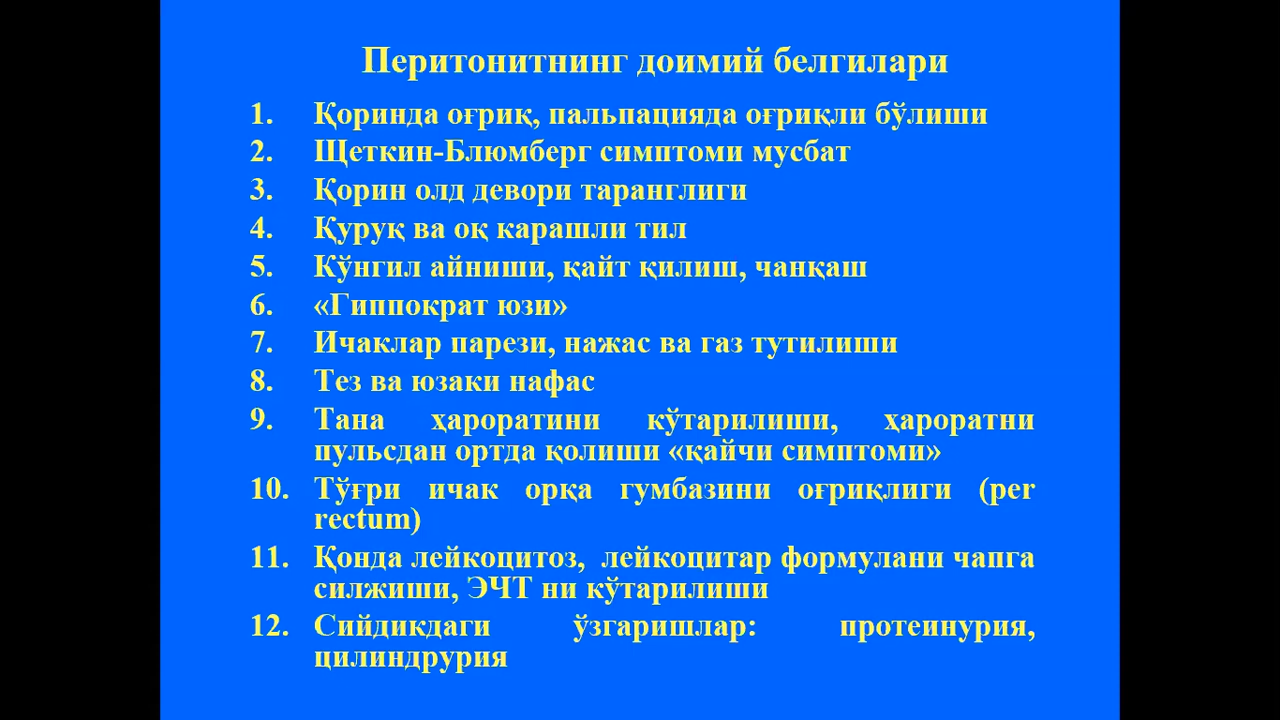 Перитонитнинг доимий белгилари
1. Қоринда оғриқ, пальпацияда оғриқли бўлиши
2. Щеткин-Блюмберг симптоми мусбат
3. Қорин олд девори таранглиги
4. Қуруқ ва оқ карашли тил
5. Кўнгил айниши, қайт қилиш, чанқаш
6. «Гиппократ юзи»
7. Ичаклар парези, нажас ва газ тутилиши
8. Тез ва юзаки нафас
9. Тана ҳароратини кўтарилиши, ҳароратни
пульсдан ортда қолиши «қайчи симптоми»
10. Тўғри ичак орқа гумбазини оғриқлиги (per
rectum)
11. Қонда лейкоцитоз, лейкоцитар формулани чапга
силжиши, ЭЧТ ни кўтарилиши
12. Сийдикдаги ўзгаришлар: протеинурия,
цилиндрурия